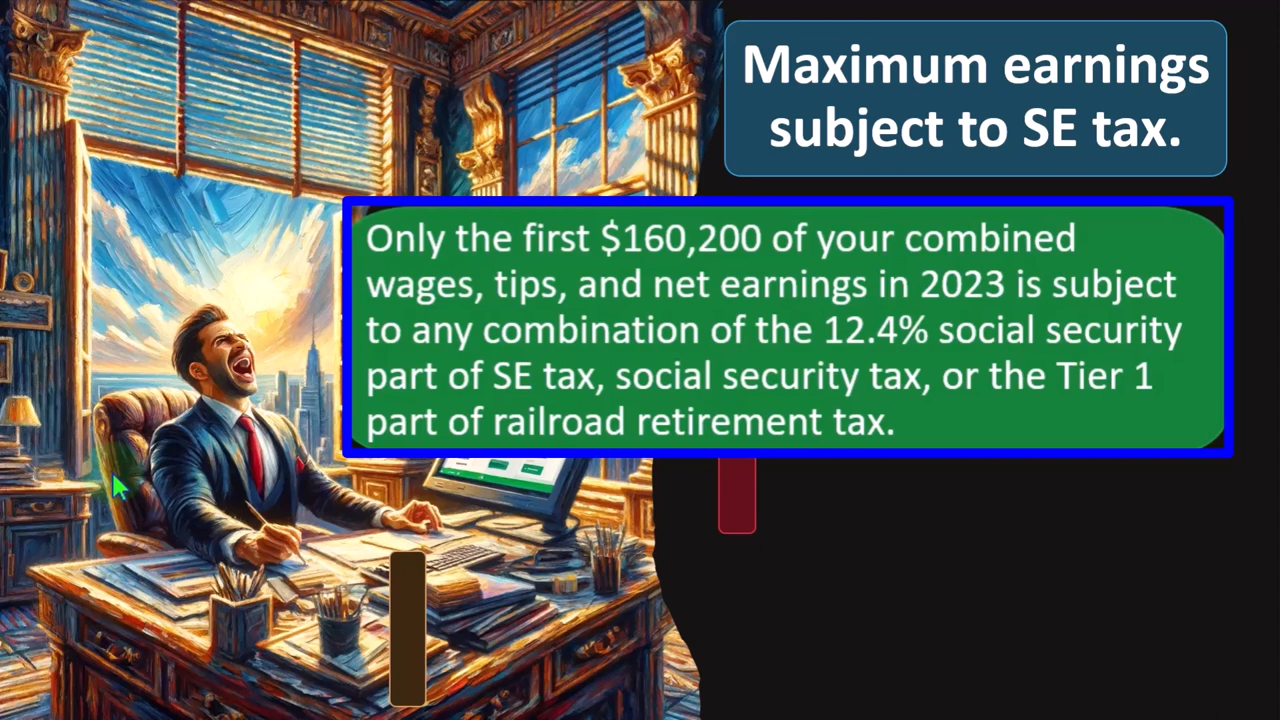 Maximum earnings
subject to SE tax.
Only the first $160,200 of your combined
wages, tips, and net earnings in 2023 is subject
to any combination of the 12.4% social security
part of SE tax, social security tax, or the Tier 1
part of railroad retirement tax.